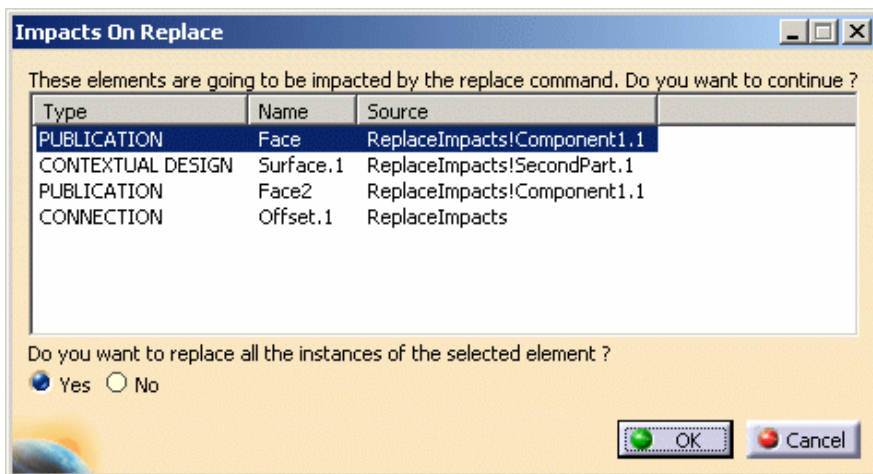 Impacts On Replace
These elements are going to be impacted by the replace command. Do you want to continue ?
Type Name Source
PUBLICATION Face ReplaceImpacts!Component1.1
CONTEXTUAL DESIGN Surface.1 ReplaceImpacts!SecondPart.1
PUBLICATION Face2 ReplaceImpacts!Component1.1
CONNECTION Offset.1 ReplaceImpacts
Do you want to replace all the instances of the selected element ?
Yes No
OK Cancel